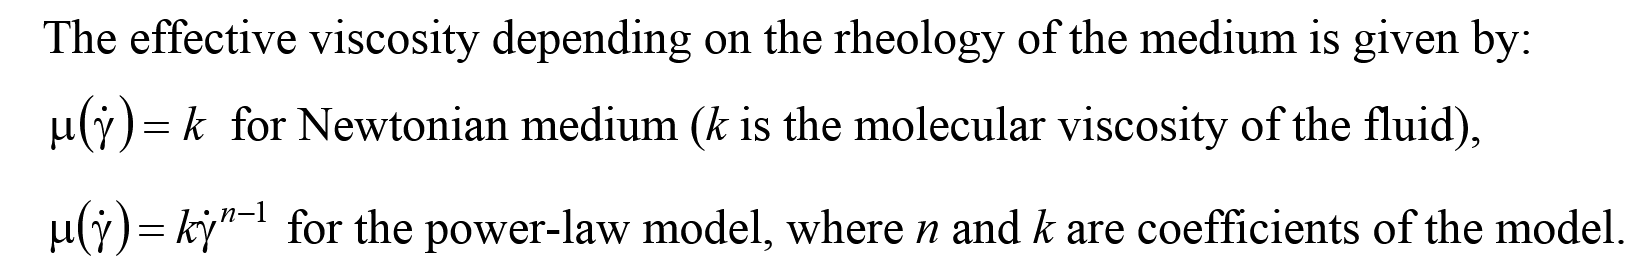 The effective viscosity depending on the rheology of the medium is given by:
μ(γ̇) = k for Newtonian medium (k is the molecular viscosity of the fluid),
μ(γ̇) = kγ̇ⁿ⁻¹ for the power-law model, where n and k are coefficients of the model.